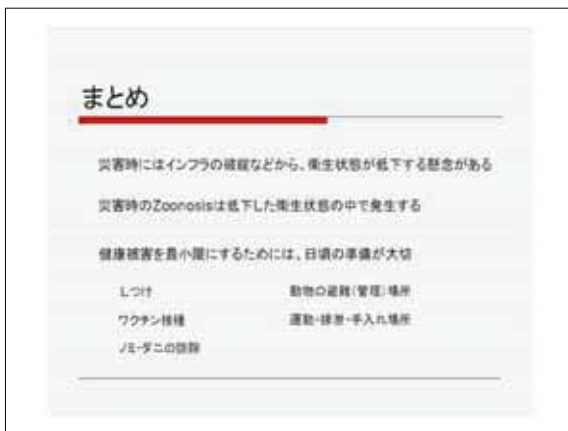 まとめ
災害時にはインフラの破綻などから、衛生状態が低下する懸念がある
災害時のZoonosisは低下した衛生状態の中で発生する
健康被害を最小限にするためには、日頃の準備が大切
しつけ
動物の避難(管理)場所
ワクチン接種
運動・排泄・手入れ場所
ノミ・ダニの防除